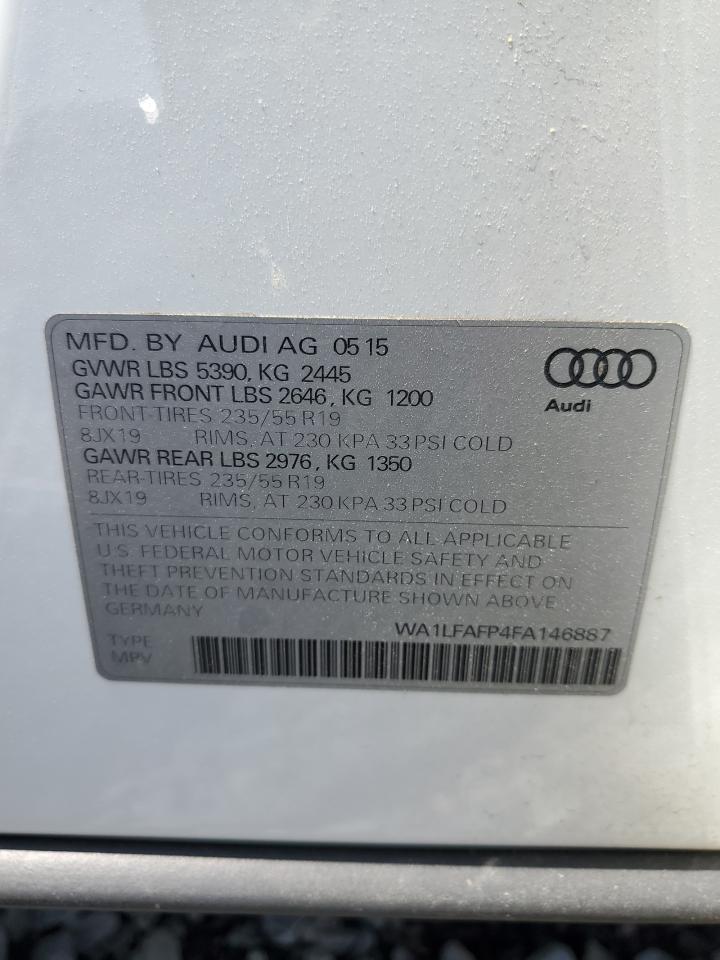 MFD. BY AUDI AG 05 15
GVWR LBS 5390, KG 2445
GAWR FRONT LBS 2646, KG 1200
FRONT-TIRES 235/55 R19
8JX19 RIMS, AT 230 KPA 33 PSI COLD
GAWR REAR LBS 2976, KG 1350
REAR-TIRES 235/55 R19
8JX19 RIMS, AT 230 KPA 33 PSI COLD
Audi
THIS VEHICLE CONFORMS TO ALL APPLICABLE
U.S. FEDERAL MOTOR VEHICLE SAFETY AND
THEFT PREVENTION STANDARDS IN EFFECT ON
THE DATE OF MANUFACTURE SHOWN ABOVE
GERMANY
WA1LFAFP4FA146887
TYPE
MPV